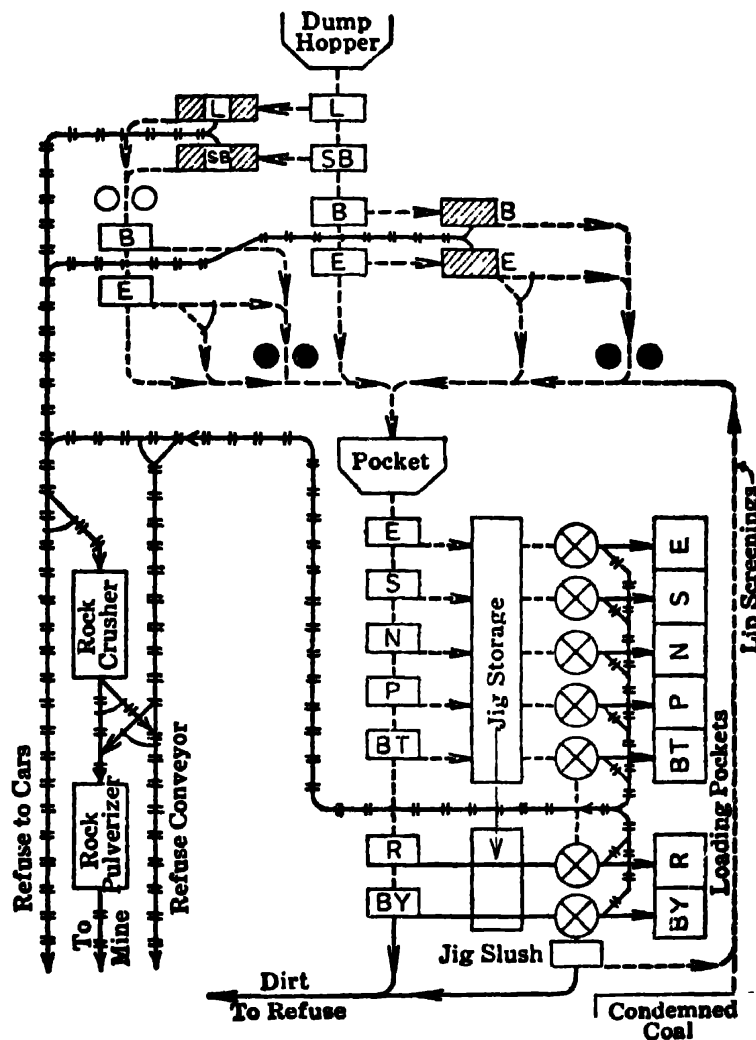 Dump
Hopper
L
L
SB
SB
B
B
B
E
E
E
Pocket
E
S
N
P
BT
R
BY
Jig Storage
E
S
N
P
BT
R
BY
Lip Screenings
Loading Pockets
Rock
Crusher
Rock
Pulverizer
Refuse to Cars
To
Mine
Refuse Conveyor
Jig Slush
Dirt
To Refuse
Condemned
Coal